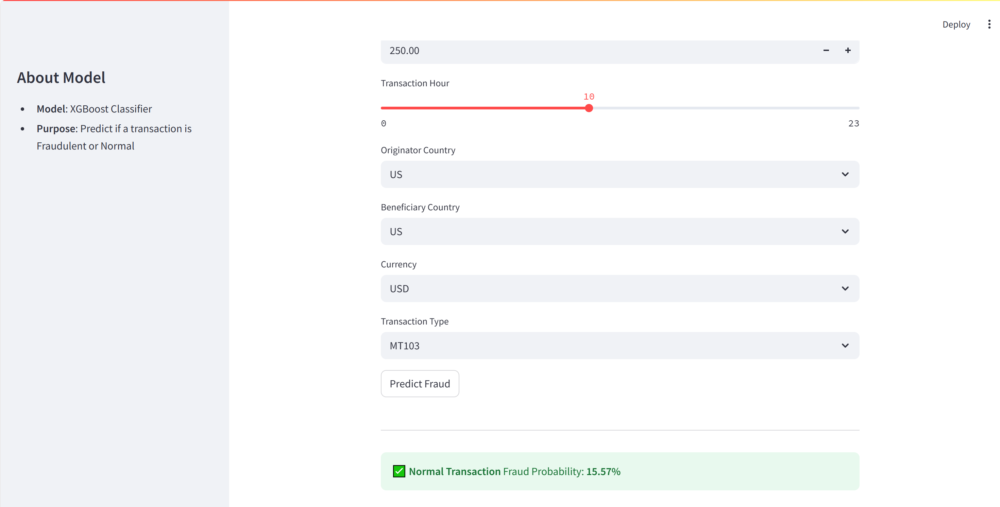 Deploy
About Model
Model: XGBoost Classifier
Purpose: Predict if a transaction is
Fraudulent or Normal
250.00
Transaction Hour
10
0
23
Originator Country
US
Beneficiary Country
US
Currency
USD
Transaction Type
MT103
Predict Fraud
Normal Transaction Fraud Probability: 15.57%